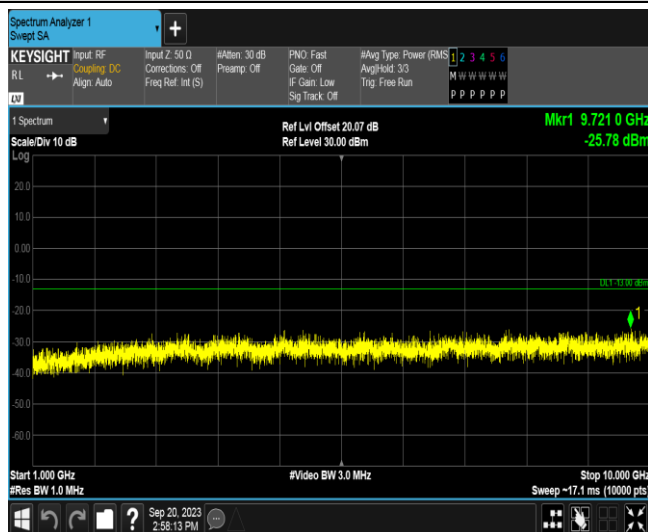 Spectrum Analyzer 1
Swept SA
+
KEYSIGHT
RL
LXI
Input: RF
Coupling: DC
Align: Auto
Input Z: 50 Ω
Corrections: Off
Freq Ref: Int (S)
#Atten: 30 dB
Preamp: Off
PNO: Fast
Gate: Off
IF Gain: Low
Sig Track: Off
#Avg Type: Power (RMS
Avg|Hold: 3/3
Trig: Free Run
1 2 3 4 5 6
M W W W W W
P P P P P P
1 Spectrum
Scale/Div 10 dB
Log
Ref Lvl Offset 20.07 dB
Ref Level 30.00 dBm
Mkr1 9.721 0 GHz
-25.78 dBm
20.0
10.0
0.00
-10.0
-20.0
-30.0
-40.0
-50.0
-60.0
DL1 -13.00 dBm
1
Start 1.000 GHz
#Res BW 1.0 MHz
#Video BW 3.0 MHz
Stop 10.000 GHz
Sweep ~17.1 ms (10000 pts)
?
Sep 20, 2023
2:58:13 PM